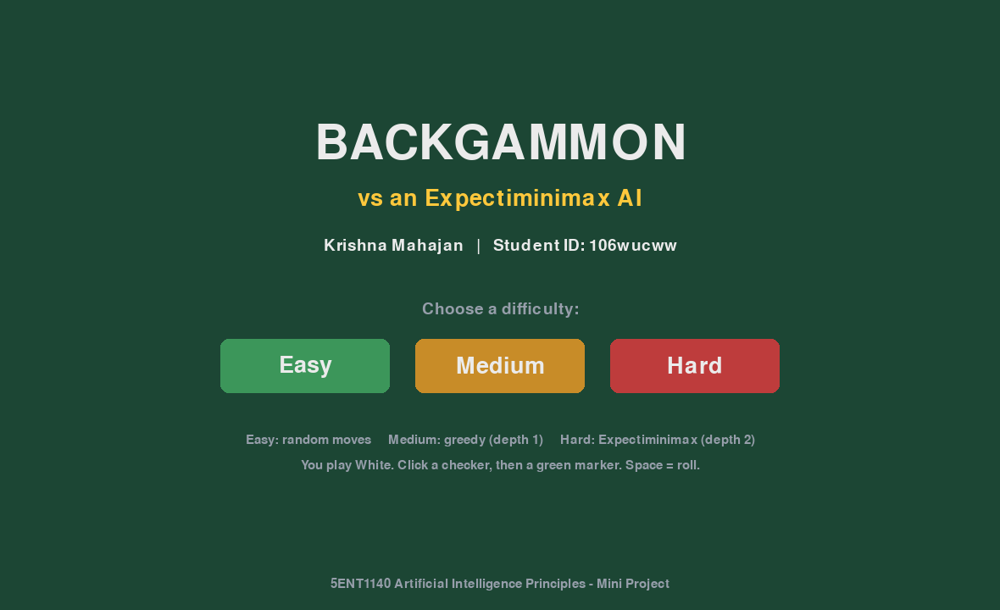 BACKGAMMON
vs an Expectiminimax AI
Krishna Mahajan | Student ID: 106wucww
Choose a difficulty:
Easy Medium Hard
Easy: random moves Medium: greedy (depth 1) Hard: Expectiminimax (depth 2)
You play White. Click a checker, then a green marker. Space = roll.
5ENT1140 Artificial Intelligence Principles - Mini Project